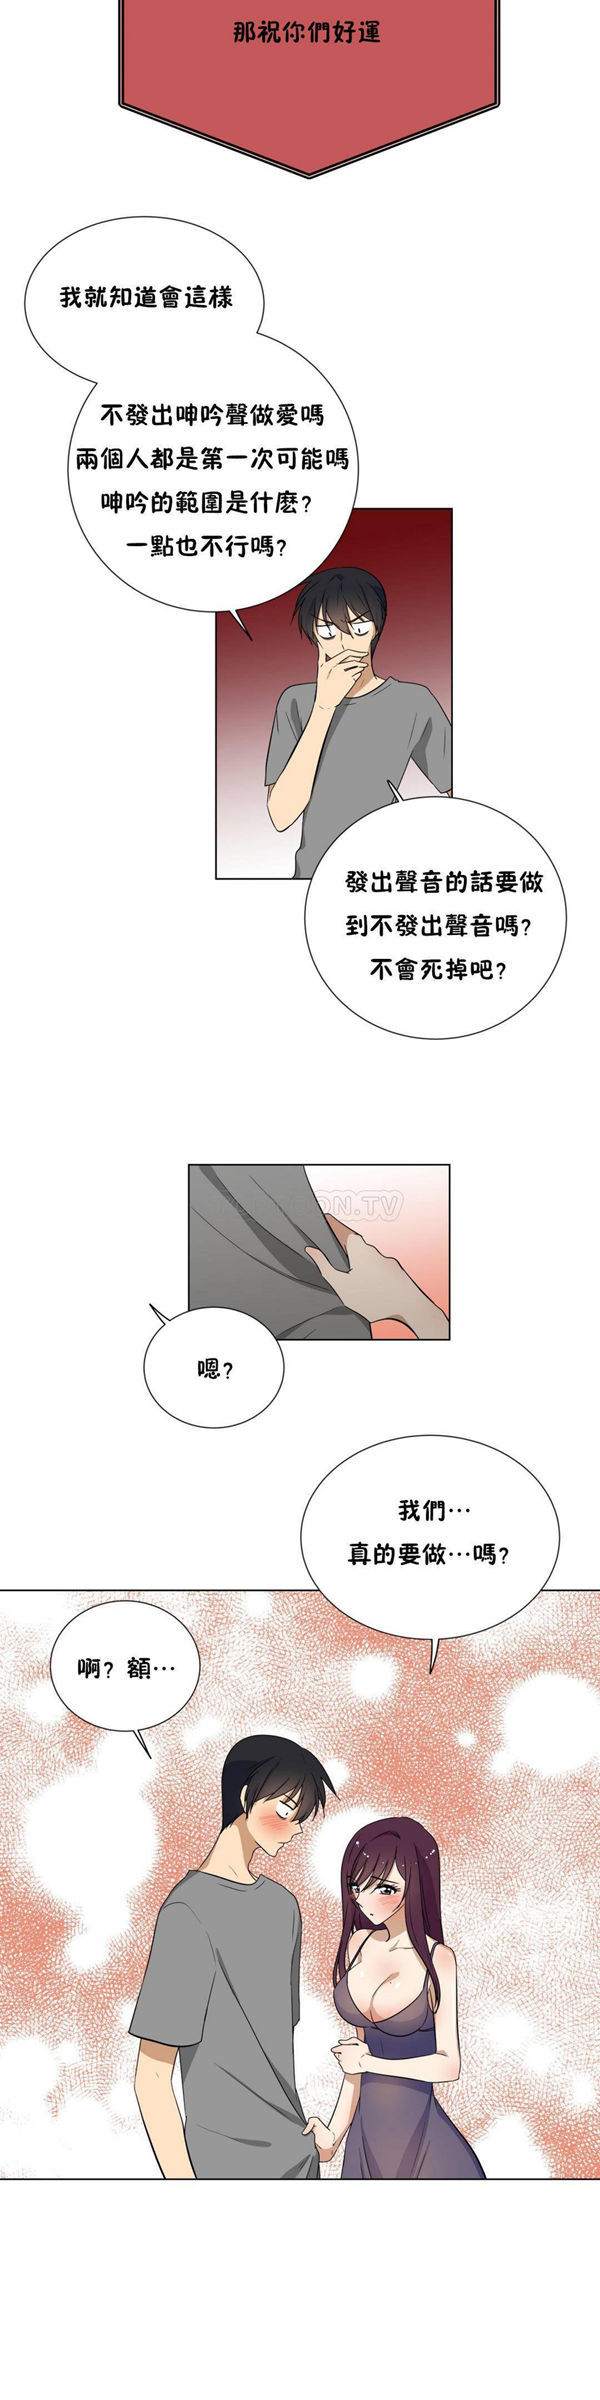 那祝你們好運
我就知道會這樣
不發出呻吟聲做愛嗎
兩個人都是第一次可能嗎
呻吟的範圍是什麼?
一點也不行嗎?
發出聲音的話要做
到不發出聲音嗎?
不會死掉吧?
TOPTOON.TV
嗯?
我們…
真的要做…嗎?
啊? 額…